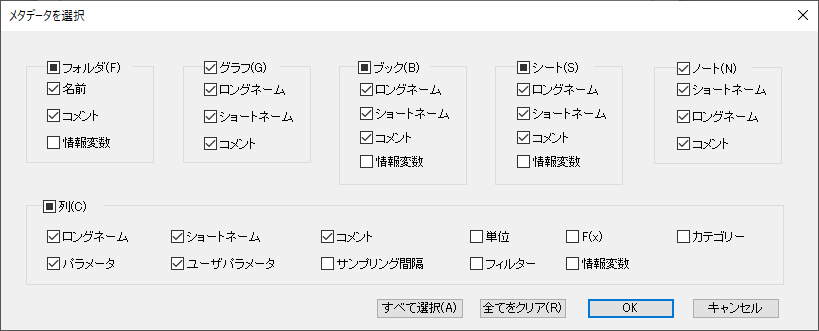 メタデータを選択
フォルダ(F)
名前
コメント
情報変数
グラフ(G)
ロングネーム
ショートネーム
コメント
ブック(B)
ロングネーム
ショートネーム
コメント
情報変数
シート(S)
ロングネーム
ショートネーム
コメント
情報変数
ノート(N)
ショートネーム
ロングネーム
コメント
列(C)
ロングネーム ショートネーム コメント 単位 F(x) カテゴリー
パラメータ ユーザパラメータ サンプリング間隔 フィルター 情報変数
すべて選択(A) 全てをクリア(R) OK キャンセル